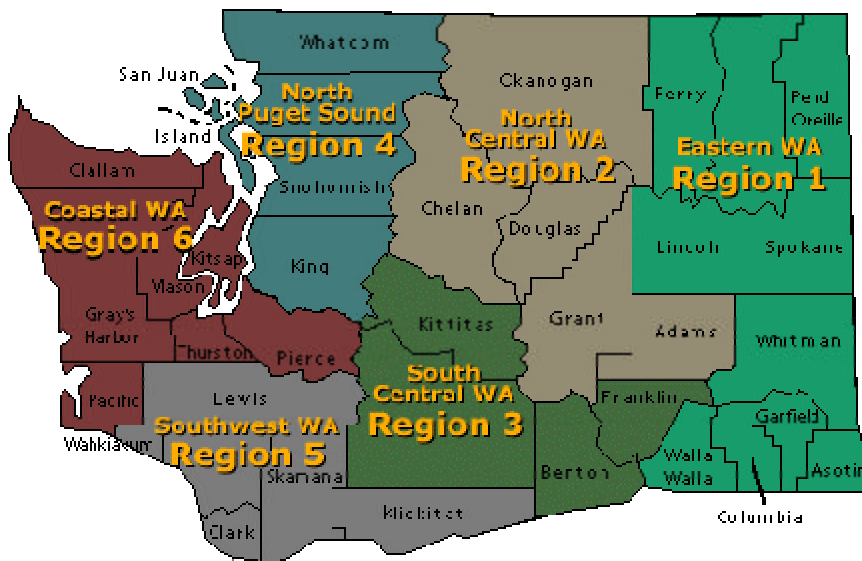 Whatcom
San Juan
Okanogan
Ferry
Pend
Oreille
North
Puget Sound
Region 4
Island
North
Central WA
Region 2
Eastern WA
Region 1
Clallam
Snohomish
Chelan
Coastal WA
Region 6
Douglas
Kitsap
King
Lincoln
Spokane
Mason
Gray's
Harbor
Kittitas
Grant
Adams
Whitman
Thurston
Pierce
South
Central WA
Region 3
Pacific
Lewis
Franklin
Garfield
Southwest WA
Region 5
Wahkiakum
Walla
Walla
Skamania
Benton
Asotin
Klickitat
Columbia
Clark